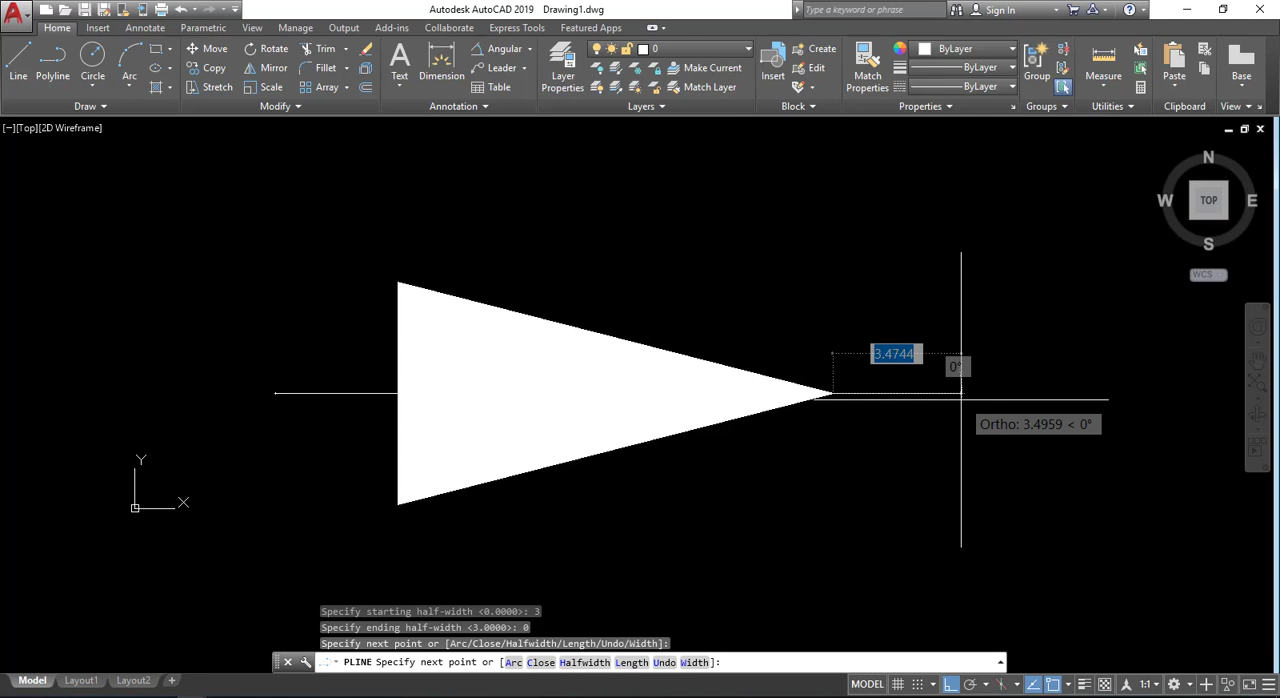 A Autodesk AutoCAD 2019 Drawing1.dwg Type a keyword or phrase Sign In
Home Insert Annotate Parametric View Manage Output Add-ins Collaborate Express Tools Featured Apps
Line Polyline Circle Arc
Move Rotate Trim
Copy Mirror Fillet
Stretch Scale Array
A Text Dimension
Angular
Leader
Table
Layer Properties
0
Make Current
Match Layer
Insert
Create
Edit
Match Properties
ByLayer
ByLayer
ByLayer
Group Measure Paste Base
Draw Modify Annotation Layers Block Properties Groups Utilities Clipboard View
[−][Top][2D Wireframe]
N
W TOP E
S
WCS
3.4744
0°
Ortho: 3.4959 < 0°
Y
X
Specify starting half-width <0.0000>: 3
Specify ending half-width <3.0000>: 0
Specify next point or [Arc/Close/Halfwidth/Length/Undo/Width]:
PLINE Specify next point or [Arc Close Halfwidth Length Undo Width]:
Model Layout1 Layout2 + MODEL 1:1